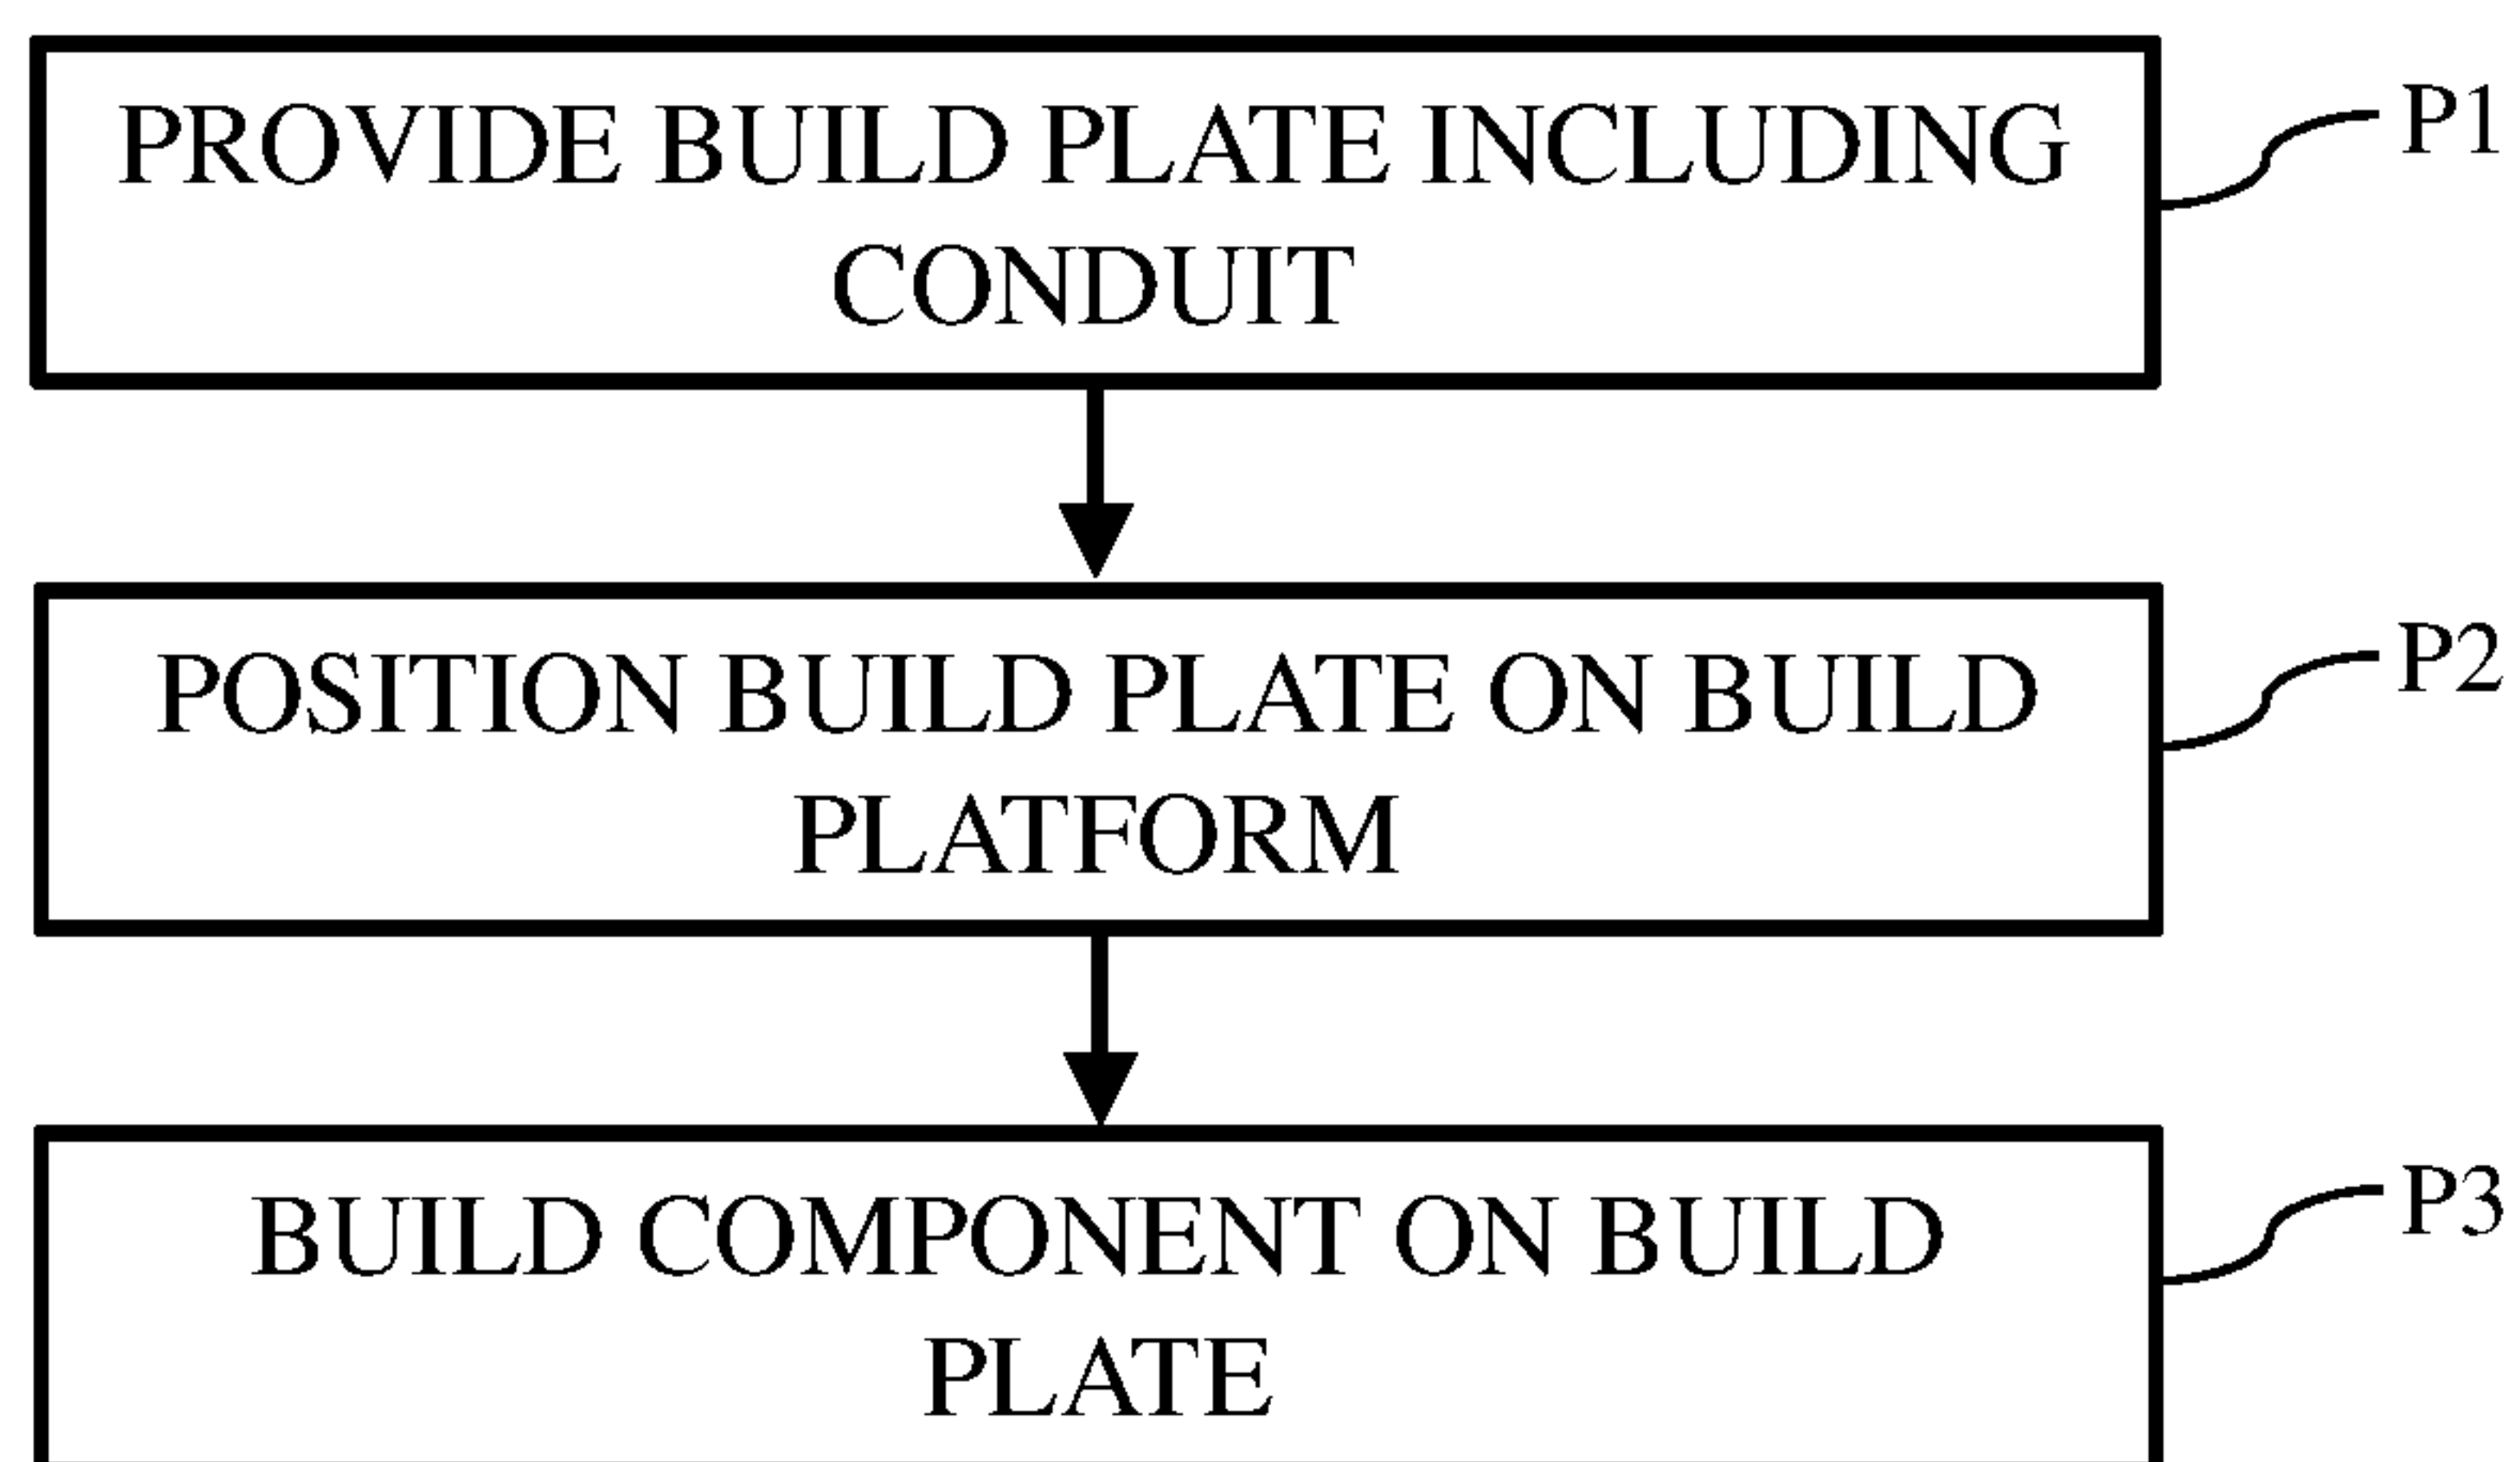 PROVIDE BUILD PLATE INCLUDING
CONDUIT
P1
POSITION BUILD PLATE ON BUILD
PLATFORM
P2
BUILD COMPONENT ON BUILD
PLATE
P3